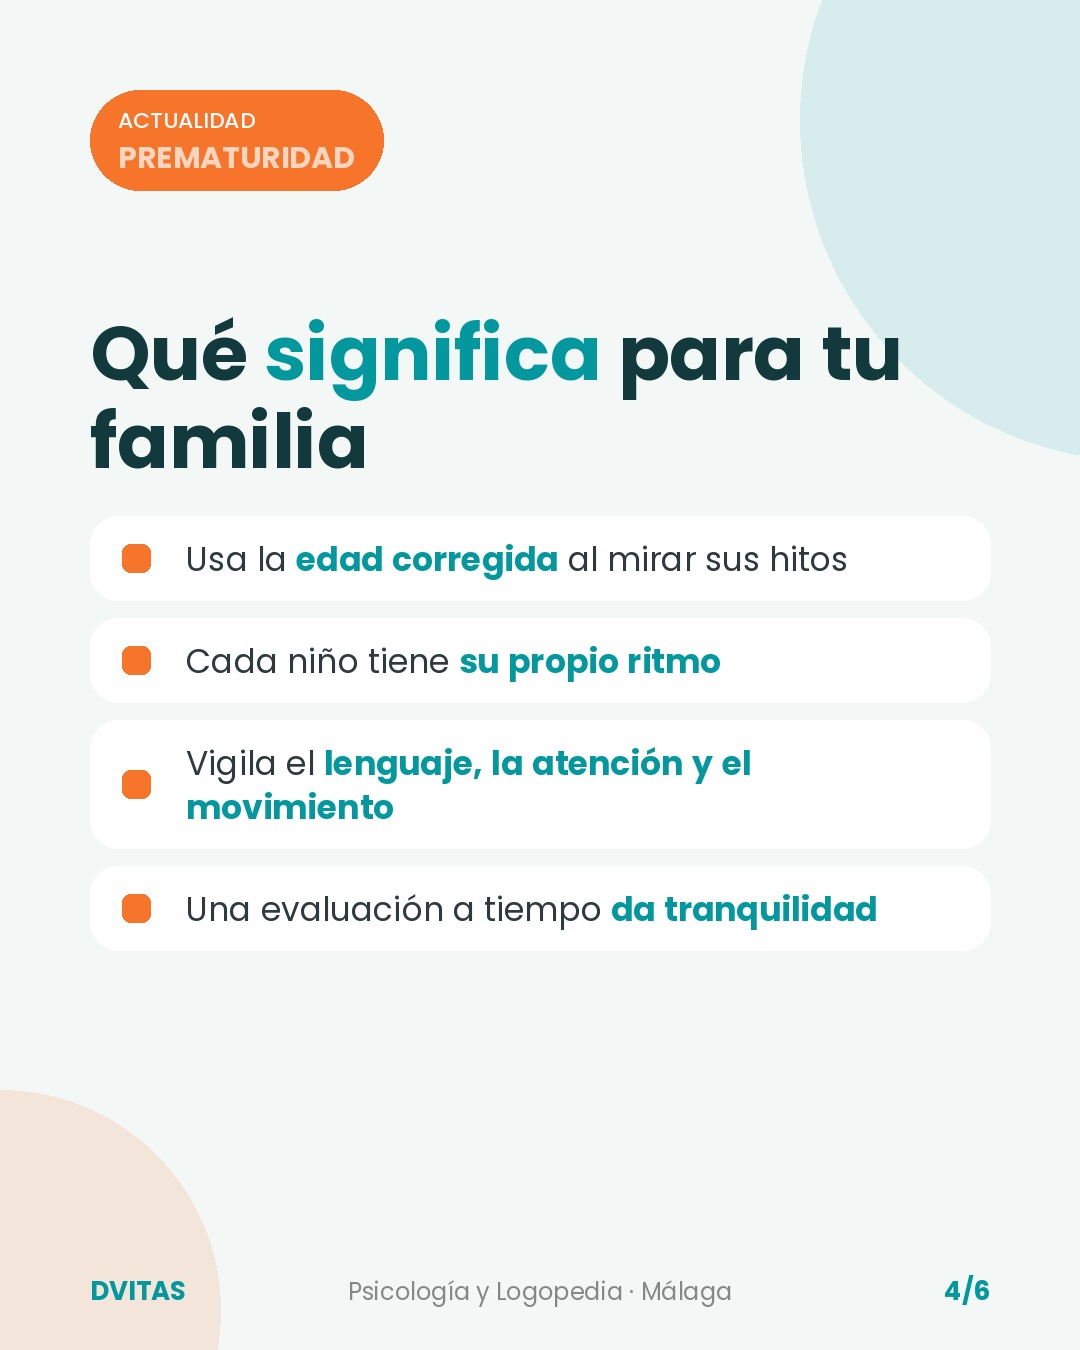 ACTUALIDAD
PREMATURIDAD
Qué significa para tu
familia
Usa la edad corregida al mirar sus hitos
Cada niño tiene su propio ritmo
Vigila el lenguaje, la atención y el
movimiento
Una evaluación a tiempo da tranquilidad
DVITAS
Psicología y Logopedia · Málaga
4/6